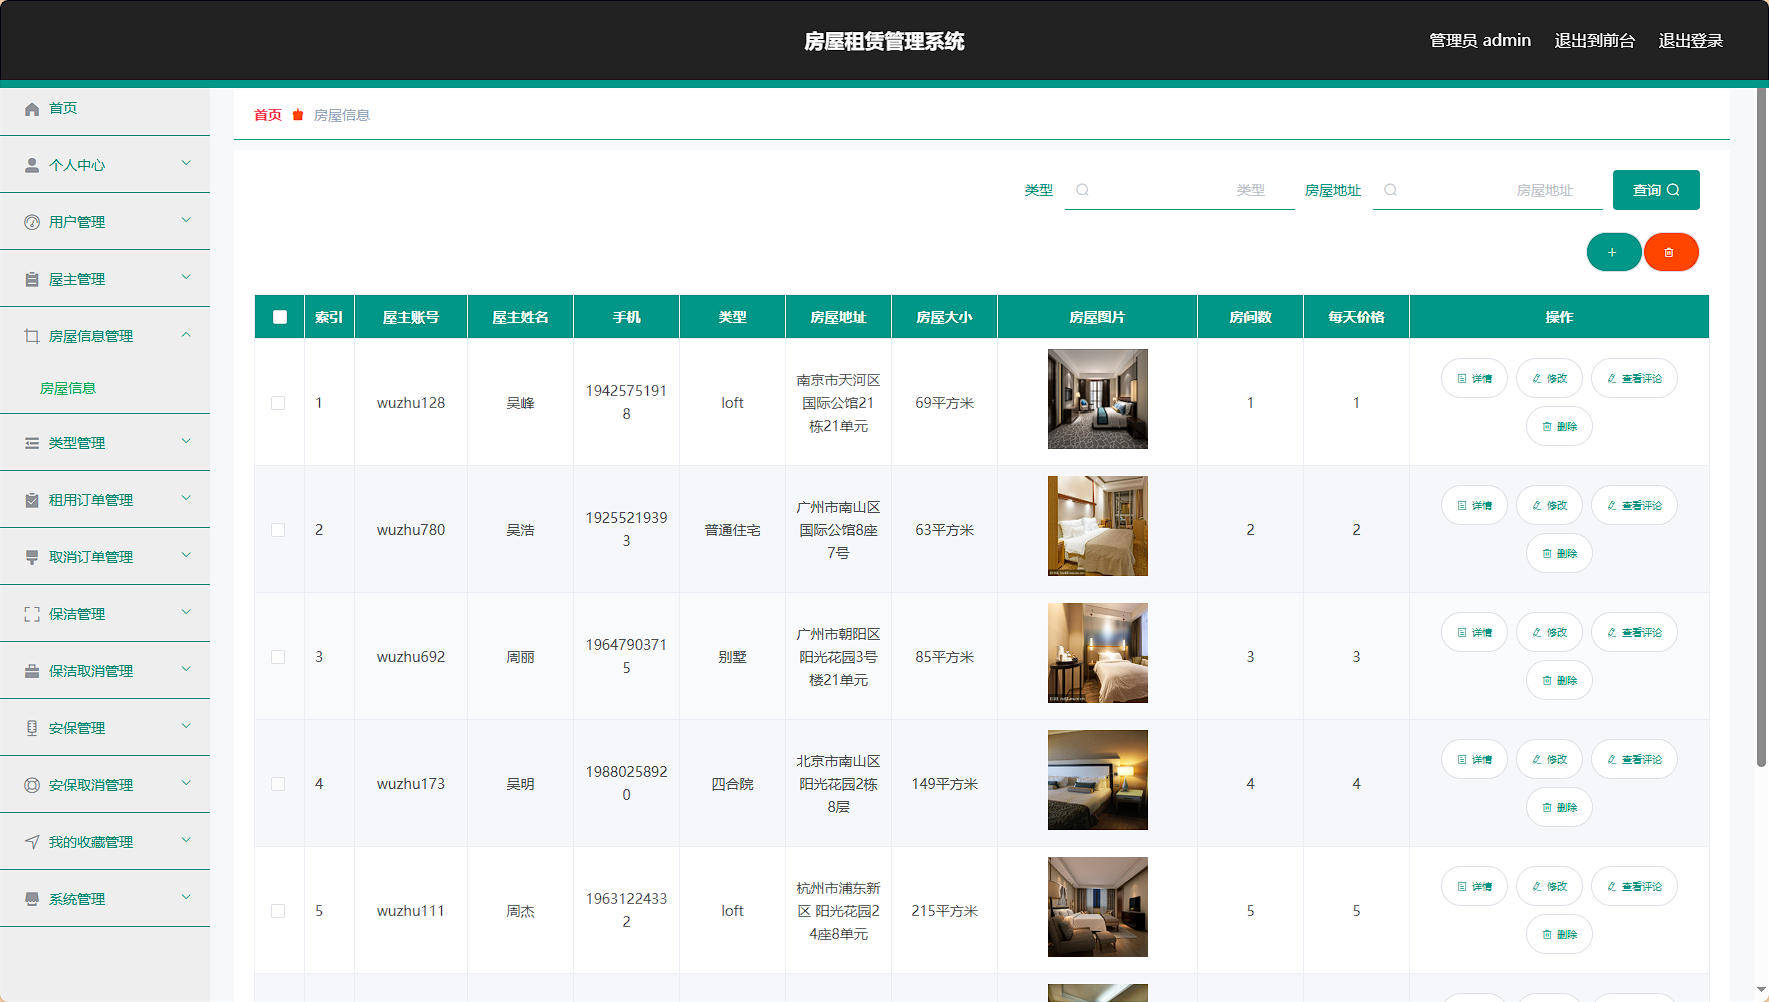 房屋租赁管理系统
管理员 admin 退出到前台 退出登录
首页
个人中心
用户管理
屋主管理
房屋信息管理
房屋信息
类型管理
租用订单管理
取消订单管理
保洁管理
保洁取消管理
安保管理
安保取消管理
我的收藏管理
系统管理
首页 房屋信息
类型 类型 房屋地址 房屋地址 查询
索引 屋主账号 屋主姓名 手机 类型 房屋地址 房屋大小 房屋图片 房间数 每天价格 操作
1 wuzhu128 吴峰 1942575191
8 loft 南京市天河区
国际公馆21
栋21单元 69平方米 1 1 详情 修改 查看评论
删除
2 wuzhu780 吴浩 1925521939
3 普通住宅 广州市南山区
国际公馆8座
7号 63平方米 2 2 详情 修改 查看评论
删除
3 wuzhu692 周丽 1964790371
5 别墅 广州市朝阳区
阳光花园3号
楼21单元 85平方米 3 3 详情 修改 查看评论
删除
4 wuzhu173 吴明 1988025892
0 四合院 北京市南山区
阳光花园2栋
8层 149平方米 4 4 详情 修改 查看评论
删除
5 wuzhu111 周杰 1963122433
2 loft 杭州市浦东新
区 阳光花园2
4座8单元 215平方米 5 5 详情 修改 查看评论
删除